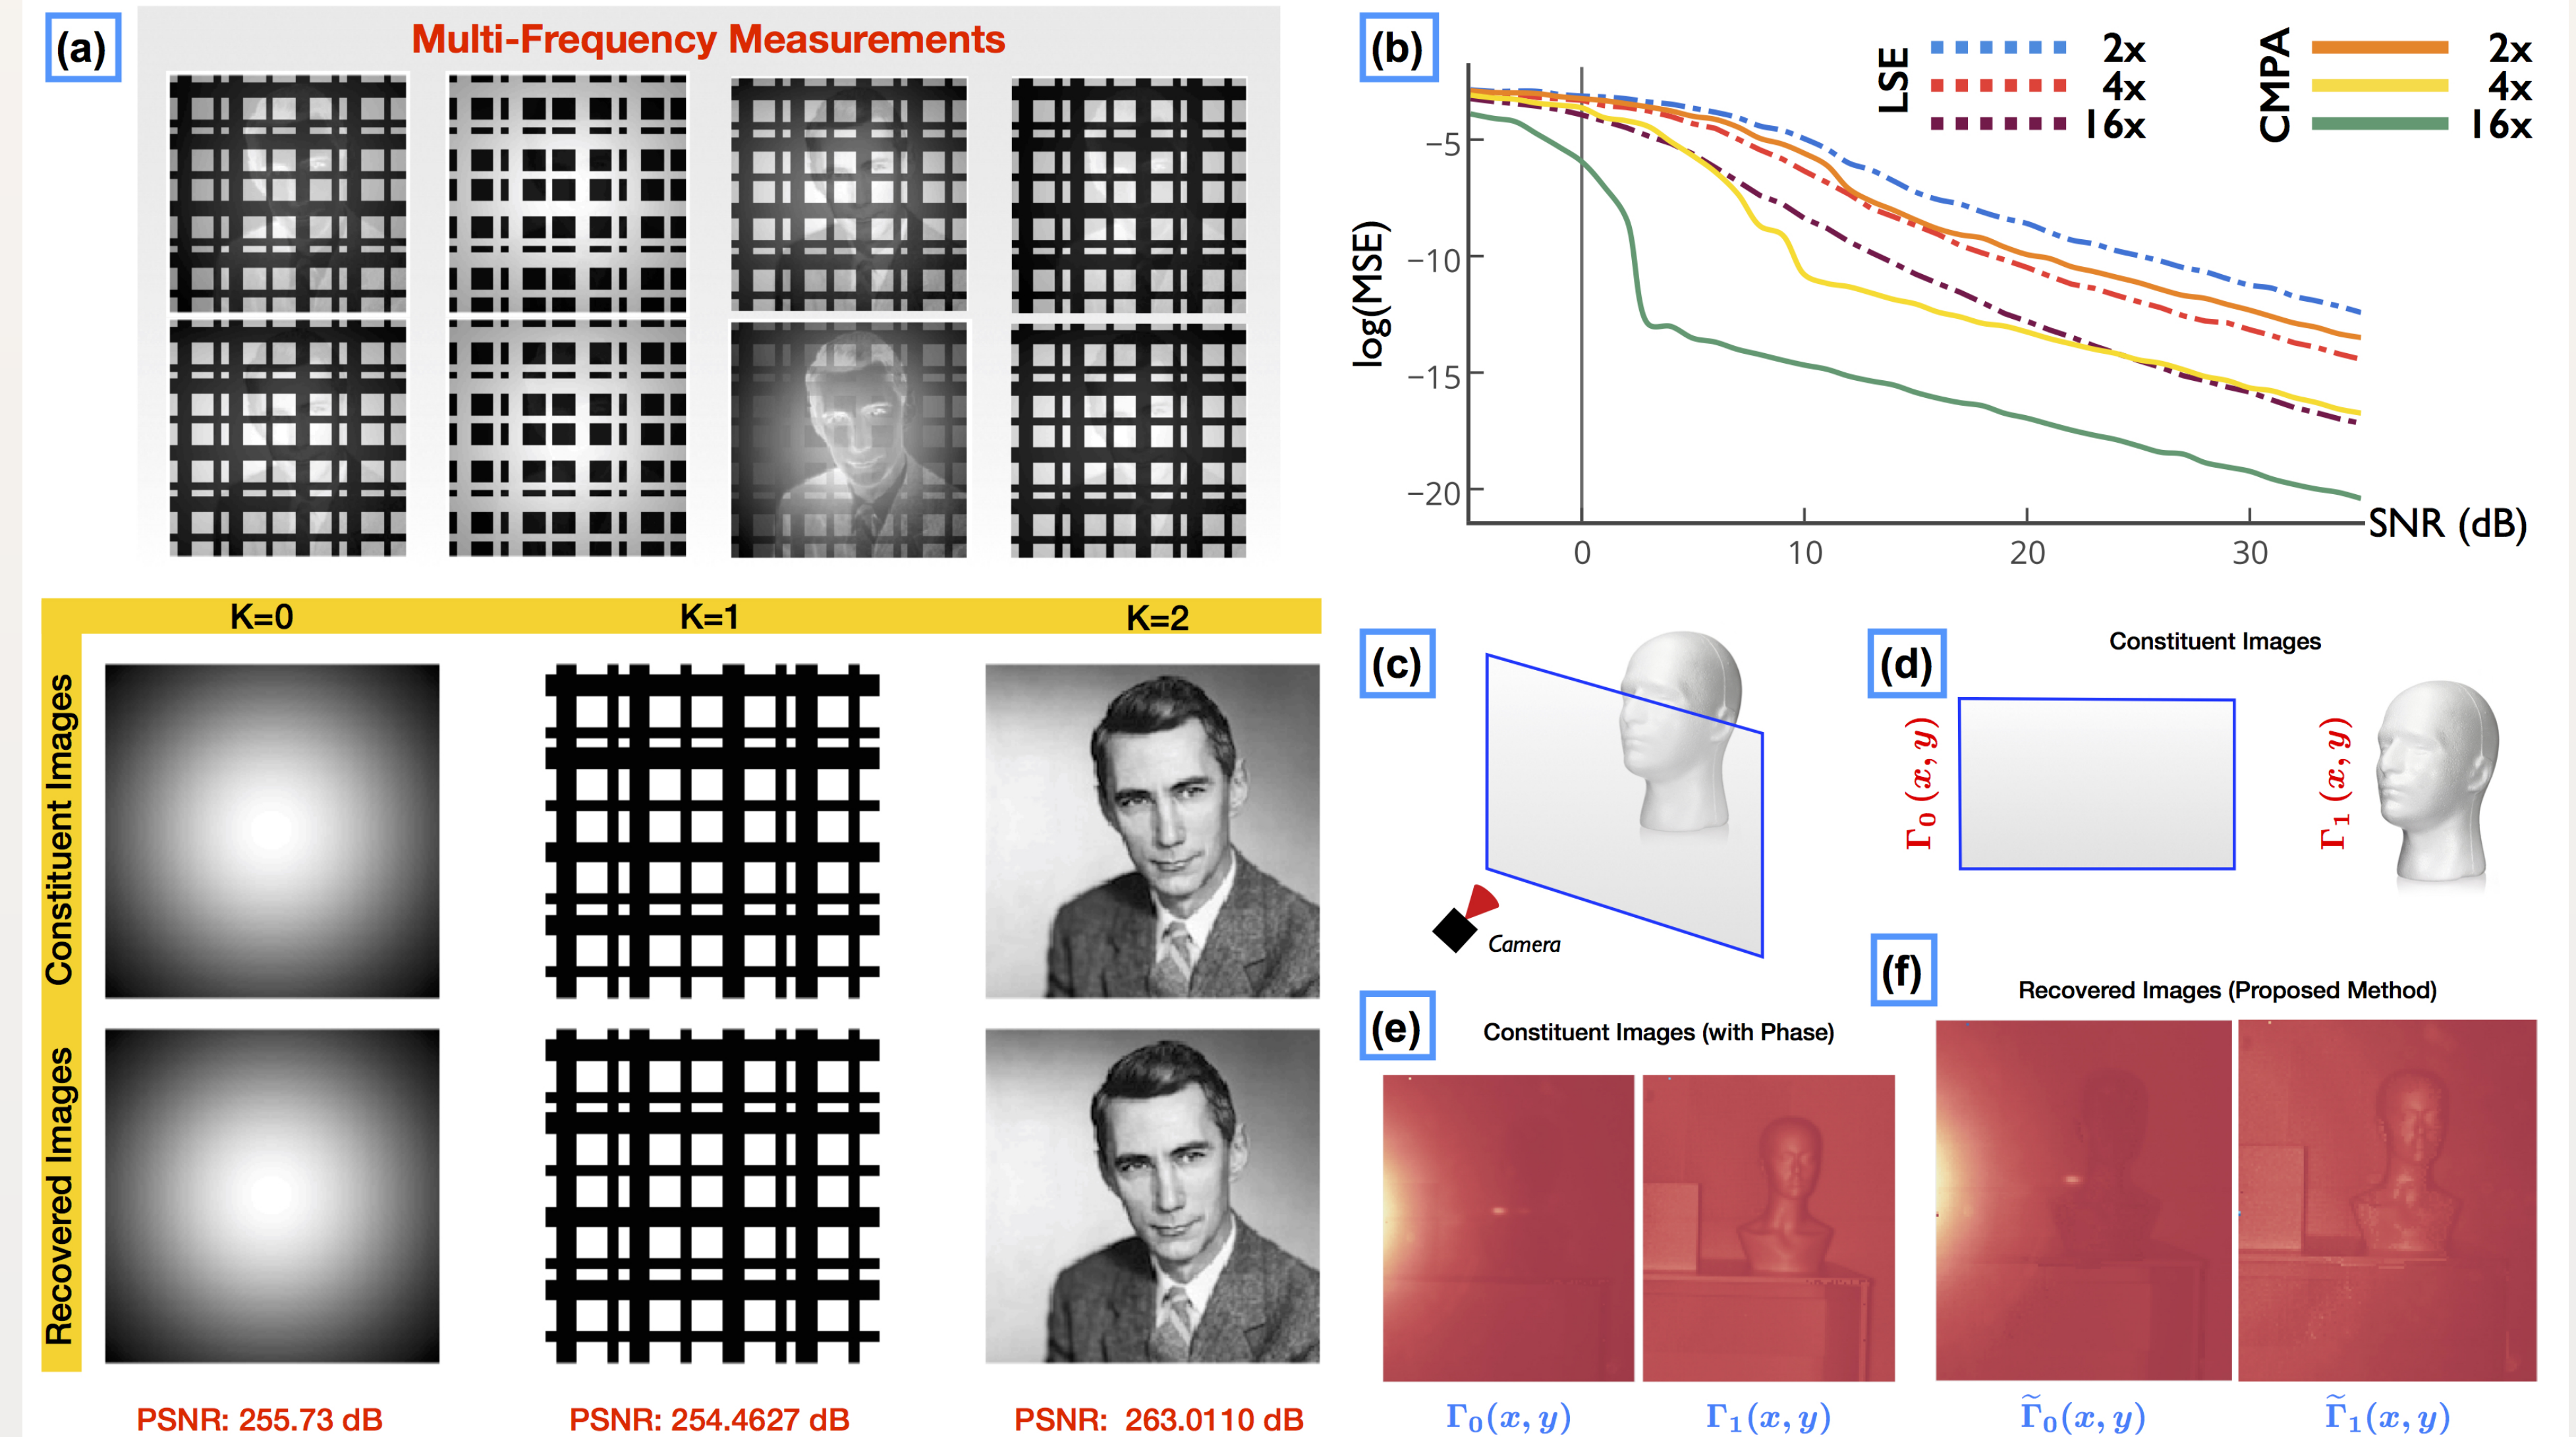 (a)
Multi-Frequency Measurements
K=0
K=1
K=2
Constituent Images
Recovered Images
PSNR: 255.73 dB
PSNR: 254.4627 dB
PSNR: 263.0110 dB
(b)
LSE
2x
4x
16x
CMPA
2x
4x
16x
log(MSE)
−5
−10
−15
−20
0
10
20
30
SNR (dB)
(c)
Camera
(d)
Constituent Images
Γ₀ (x, y)
Γ₁ (x, y)
(e)
Constituent Images (with Phase)
Γ₀(x, y)
Γ₁(x, y)
(f)
Recovered Images (Proposed Method)
Γ̃₀(x, y)
Γ̃₁(x, y)